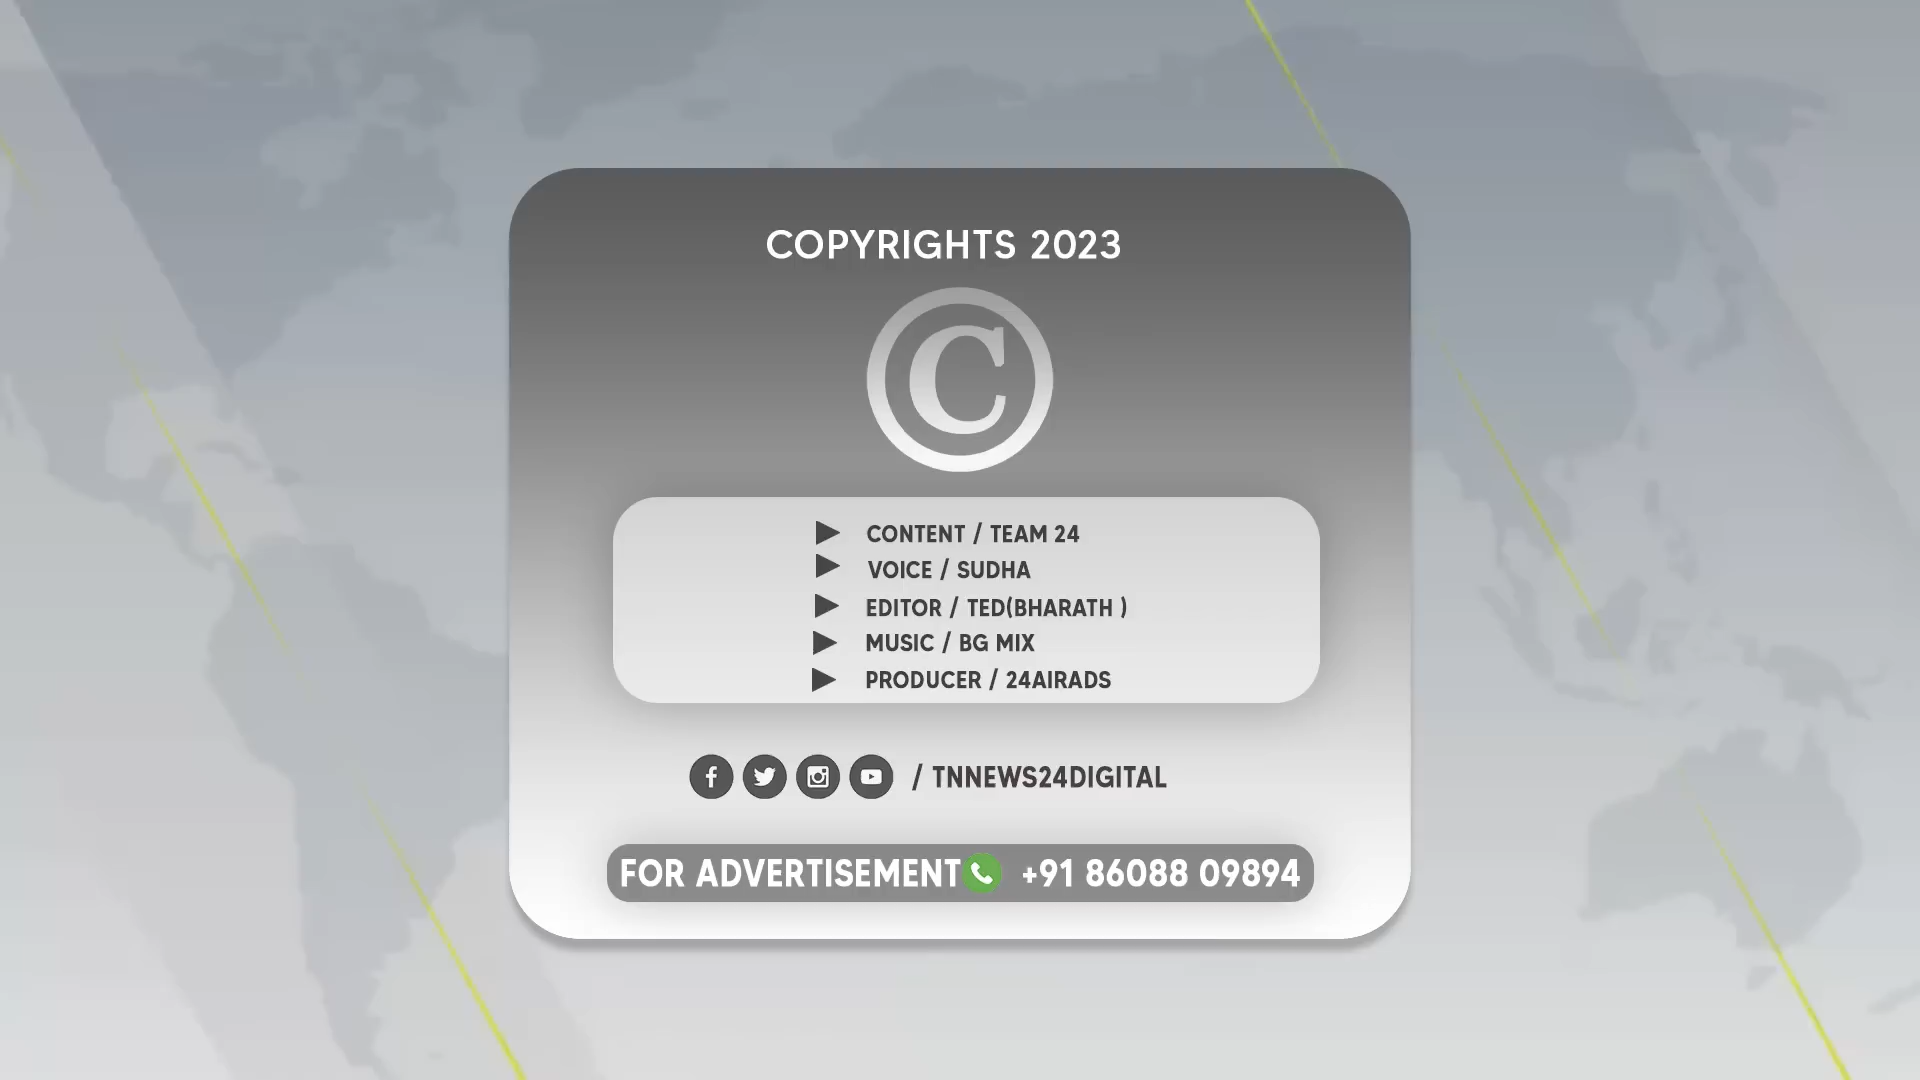 COPYRIGHTS 2023
©
CONTENT / TEAM 24
VOICE / SUDHA
EDITOR / TED(BHARATH )
MUSIC / BG MIX
PRODUCER / 24AIRADS
/ TNNEWS24DIGITAL
FOR ADVERTISEMENT +91 86088 09894